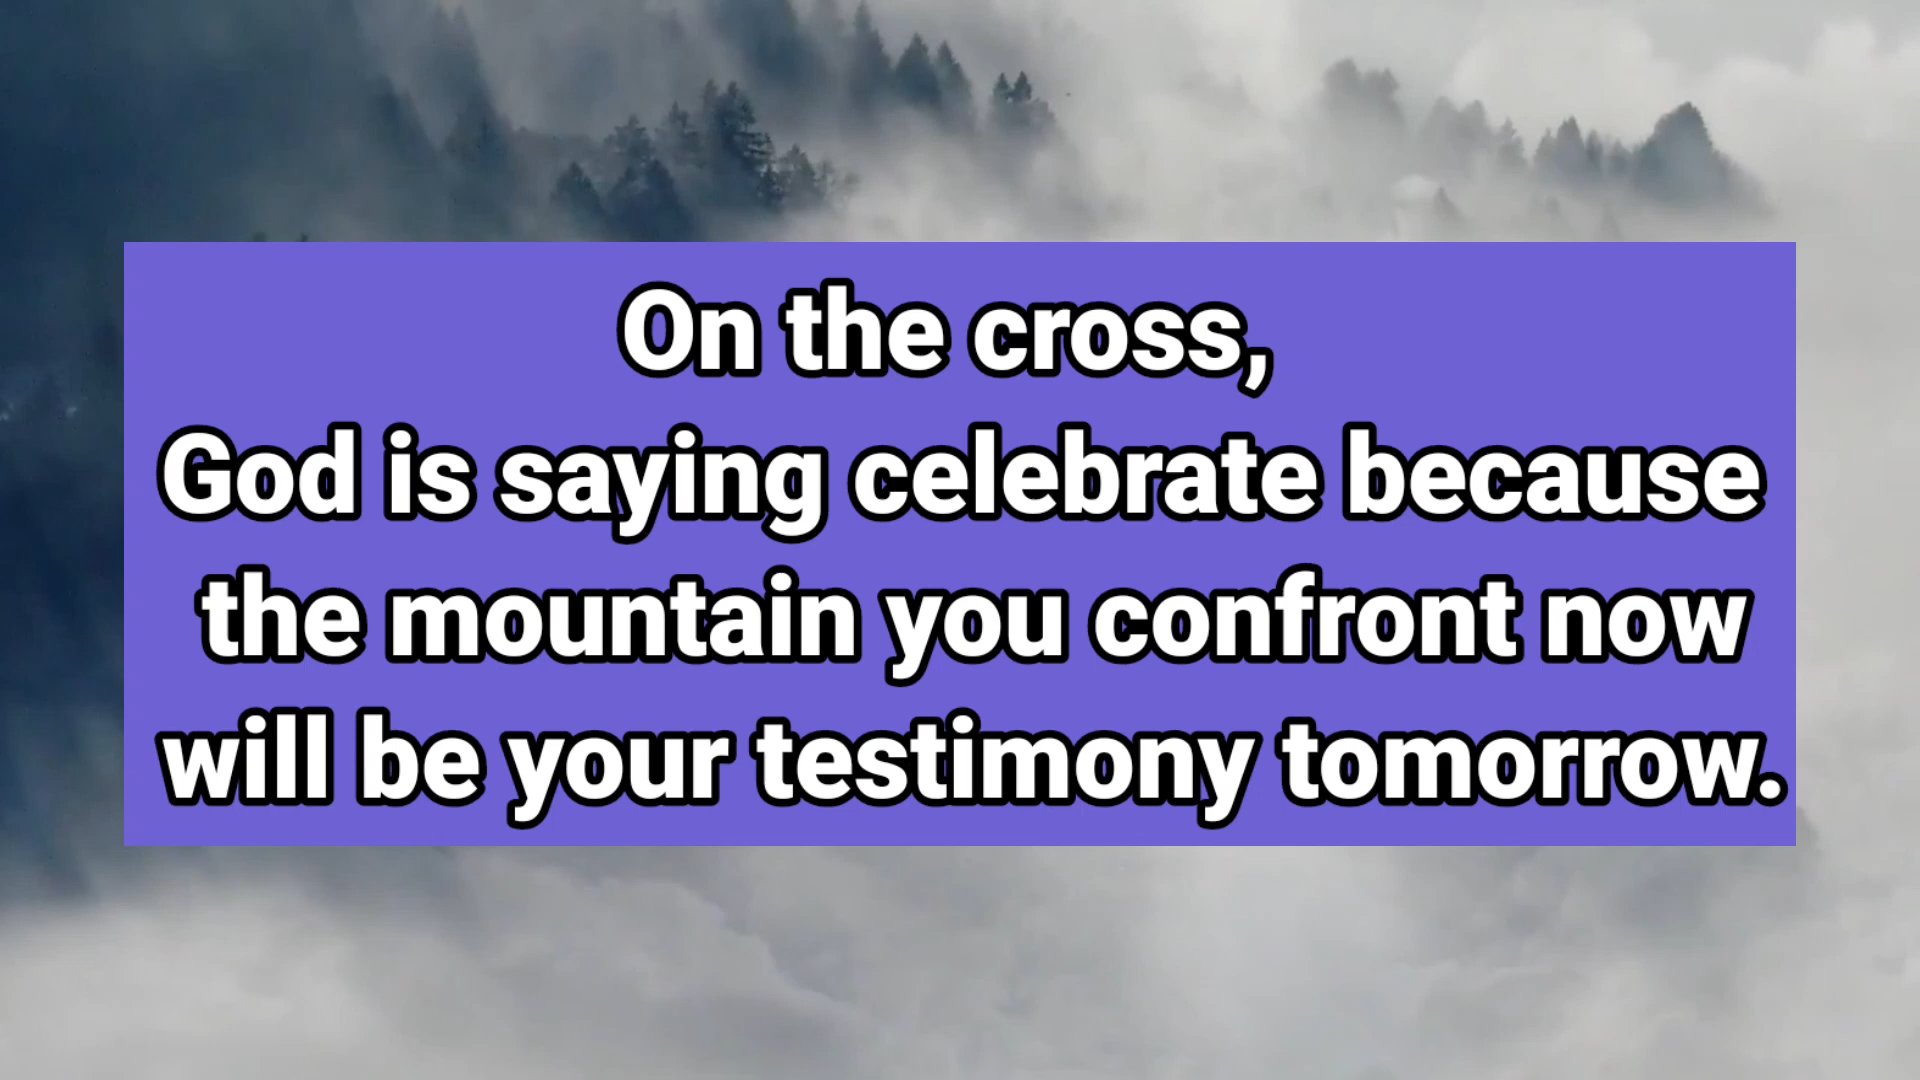 On the cross,
God is saying celebrate because
the mountain you confront now
will be your testimony tomorrow.